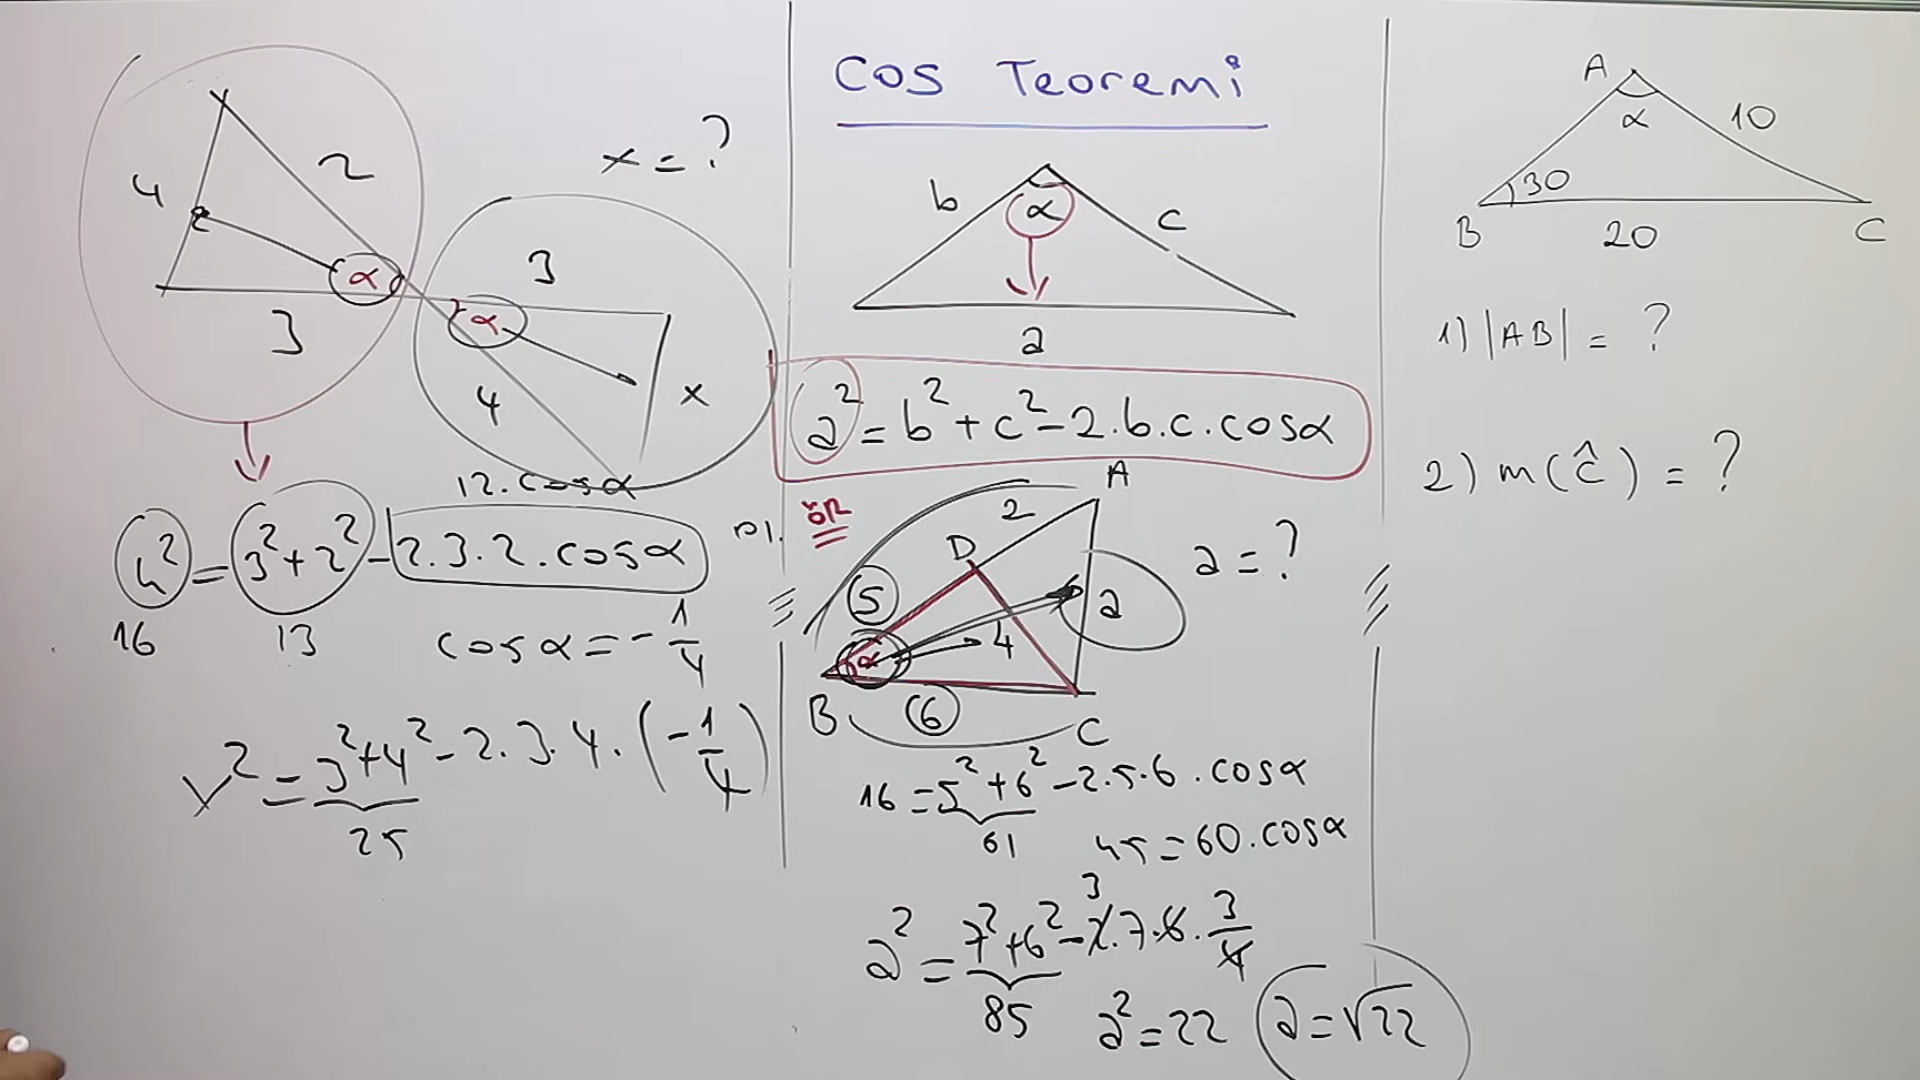 4
2
α
3
x = ?
3
α
4
x
12.cosα
4² = 3² + 2² - 2.3.2.cosα
16
13
cosα = -1/4
x² = 3² + 4² - 2.3.4.(-1/4)
25
Cos Teoremi
b
α
c
a
a² = b² + c² - 2.b.c.cosα
ÖR
A
2
D
a = ?
5
a
α
4
B
6
C
16 = 5² + 6² - 2.5.6.cosα
61
45 = 60.cosα
3
a² = 7² + 6² - 2.7.6.3/4
85
a² = 22
a = √22
A
α
10
30
B
20
C
1) |AB| = ?
2) m(ĉ) = ?